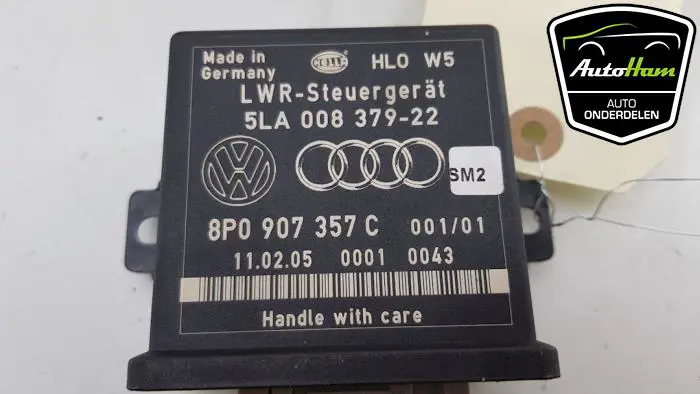 Made in
Germany
HELLA
HLO W5
LWR-Steuergerät
5LA 008 379-22
SM2
8P0 907 357 C 001/01
11.02.05 0001 0043
Handle with care
AutoHam
AUTO
ONDERDELEN